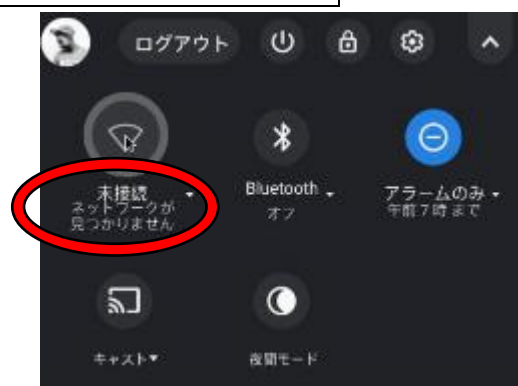 ログアウト
未接続
ネットワークが
見つかりません
Bluetooth
オフ
アラームのみ
午前7時まで
キャスト
夜間モード